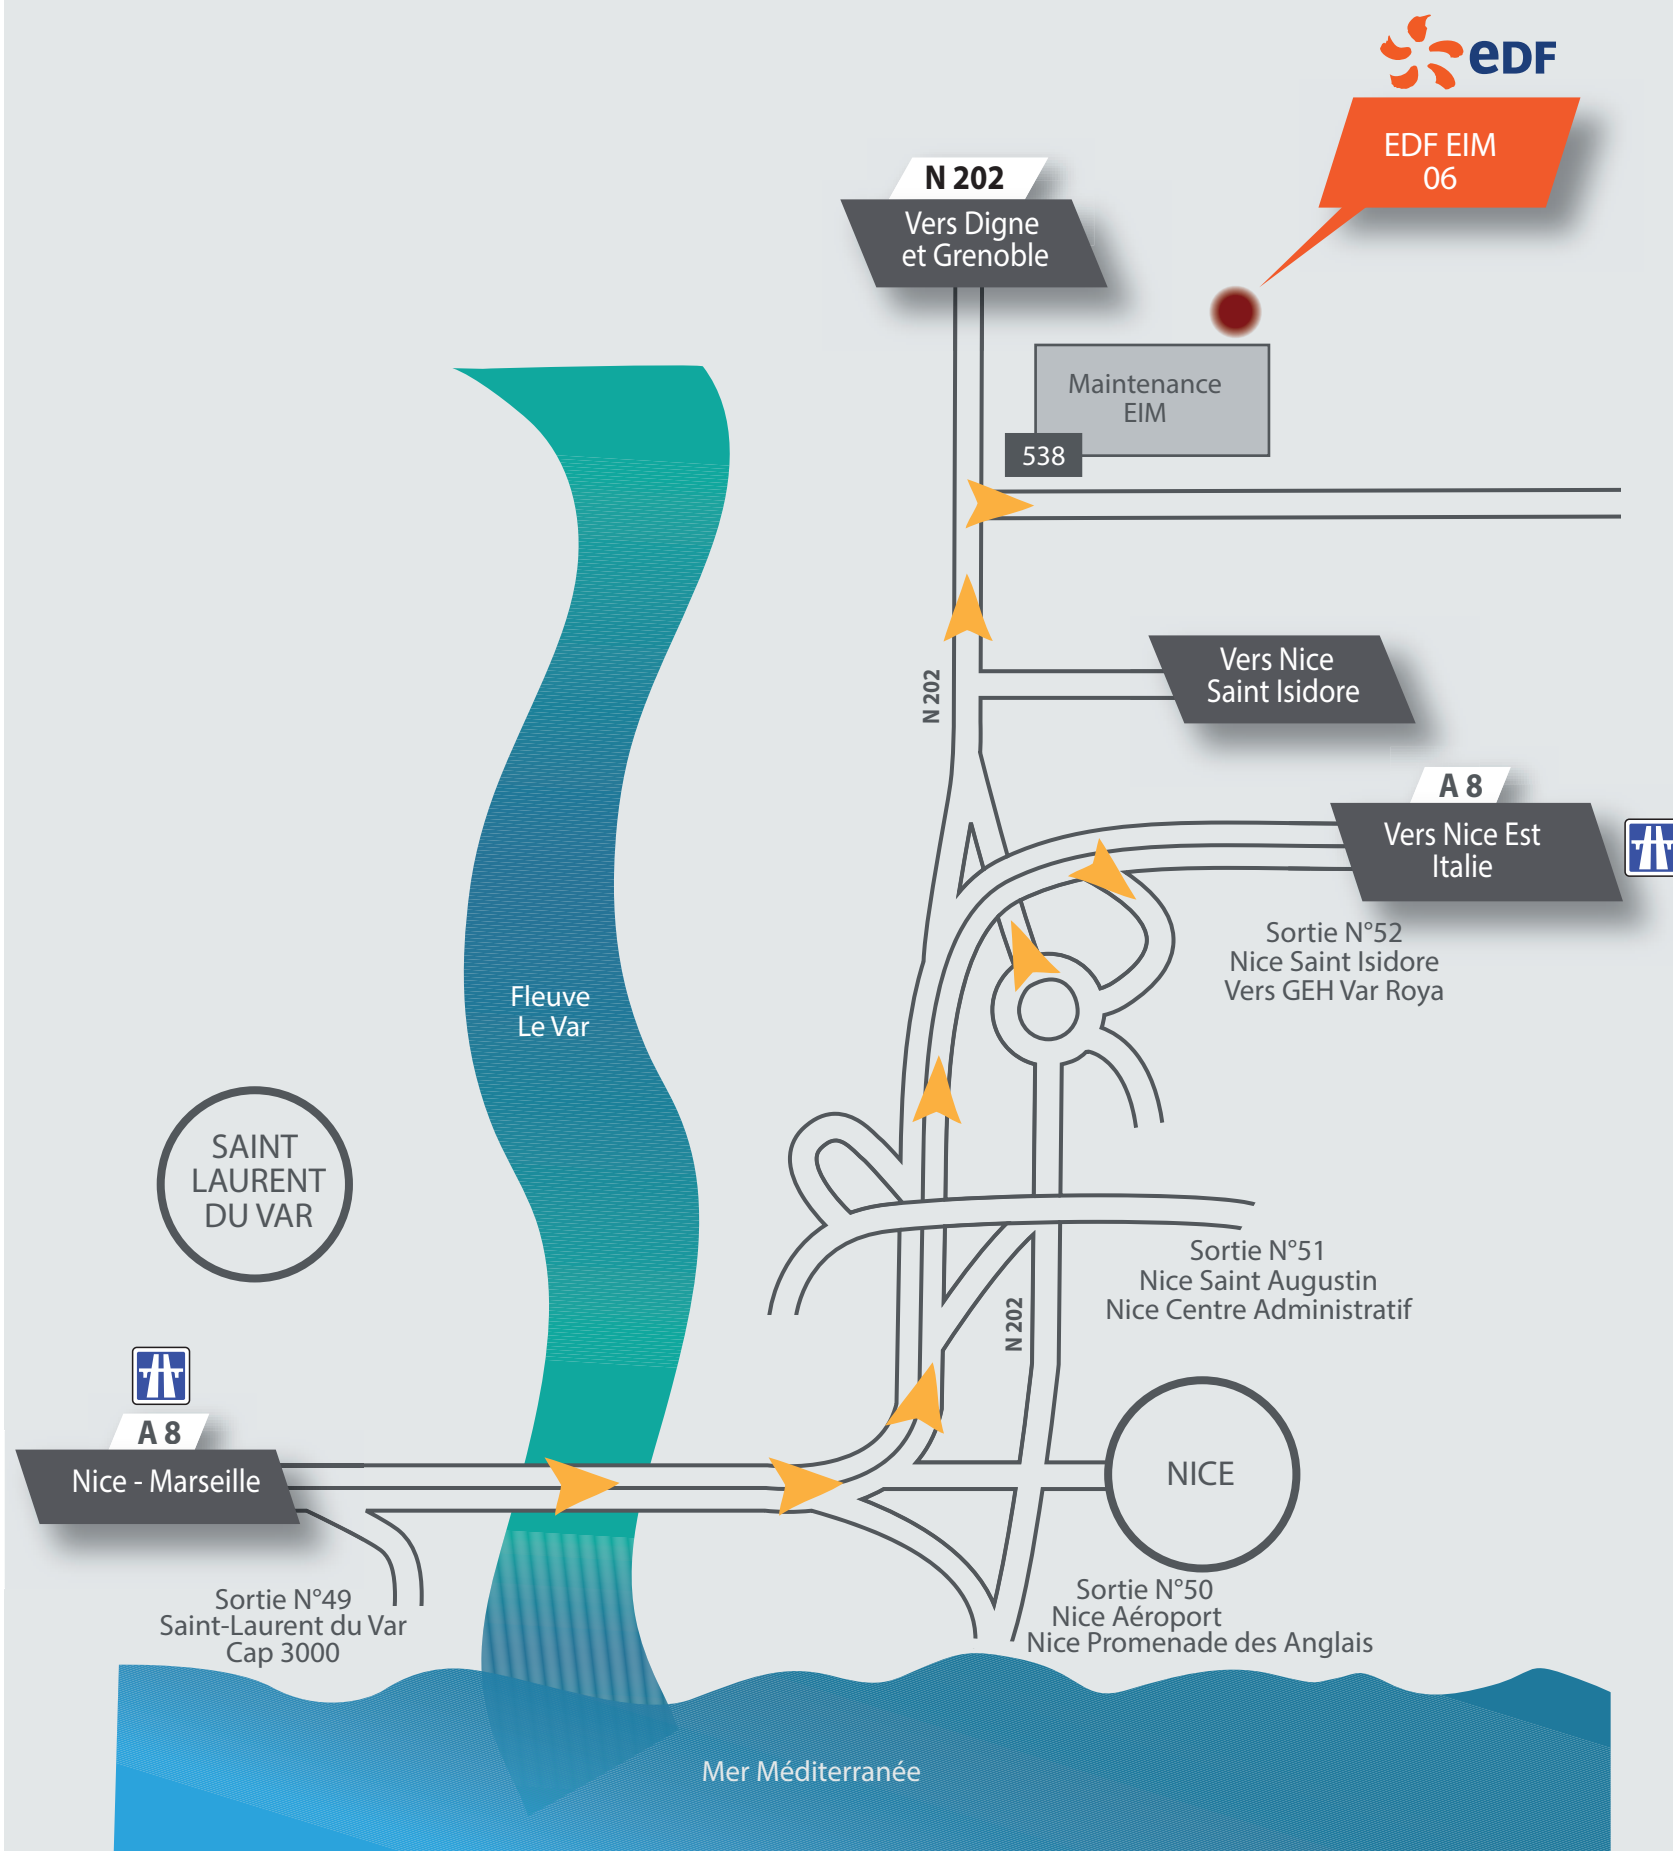 eDF
EDF EIM
06
N 202
Vers Digne
et Grenoble
Maintenance
EIM
538
Vers Nice
Saint Isidore
N 202
A 8
Vers Nice Est
Italie
Sortie N°52
Nice Saint Isidore
Vers GEH Var Roya
Fleuve
Le Var
SAINT
LAURENT
DU VAR
Sortie N°51
Nice Saint Augustin
Nice Centre Administratif
N 202
A 8
Nice - Marseille
NICE
Sortie N°49
Saint-Laurent du Var
Cap 3000
Sortie N°50
Nice Aéroport
Nice Promenade des Anglais
Mer Méditerranée